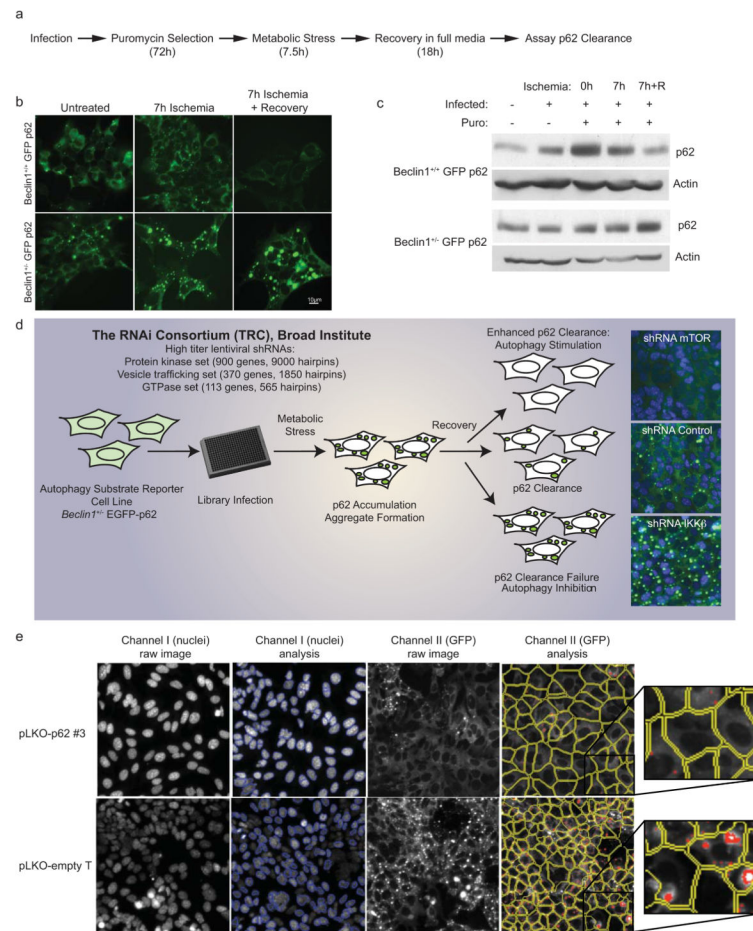 a
Infection Puromycin Selection Metabolic Stress Recovery in full media Assay p62 Clearance
(72h) (7.5h) (18h)
b
Untreated 7h Ischemia 7h Ischemia
+ Recovery
Beclin1+/+ GFP p62
Beclin1+/- GFP p62
10μm
c
Ischemia: 0h 7h 7h+R
Infected: - + + + +
Puro: - - + + +
Beclin1+/+ GFP p62
p62
Actin
Beclin1+/- GFP p62
p62
Actin
d
The RNAi Consortium (TRC), Broad Institute
High titer lentiviral shRNAs:
Protein kinase set (900 genes, 9000 hairpins)
Vesicle trafficking set (370 genes, 1850 hairpins)
GTPase set (113 genes, 565 hairpins)
Autophagy Substrate Reporter
Cell Line
Beclin1+/- EGFP-p62
Library Infection
Metabolic
Stress
p62 Accumulation
Aggregate Formation
Recovery
Enhanced p62 Clearance:
Autophagy Stimulation
p62 Clearance
p62 Clearance Failure
Autophagy Inhibition
shRNA mTOR
shRNA Control
shRNA IKKβ
e
Channel I (nuclei)
raw image
Channel I (nuclei)
analysis
Channel II (GFP)
raw image
Channel II (GFP)
analysis
pLKO-p62 #3
pLKO-empty T